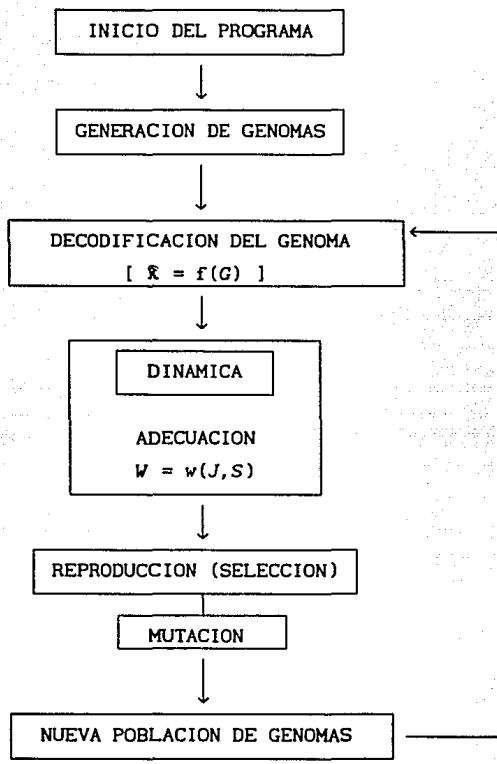 INICIO DEL PROGRAMA
GENERACION DE GENOMAS
DECODIFICACION DEL GENOMA
[ K̂ = f(G) ]
DINAMICA
ADECUACION
W = w(J,S)
REPRODUCCION (SELECCION)
MUTACION
NUEVA POBLACION DE GENOMAS